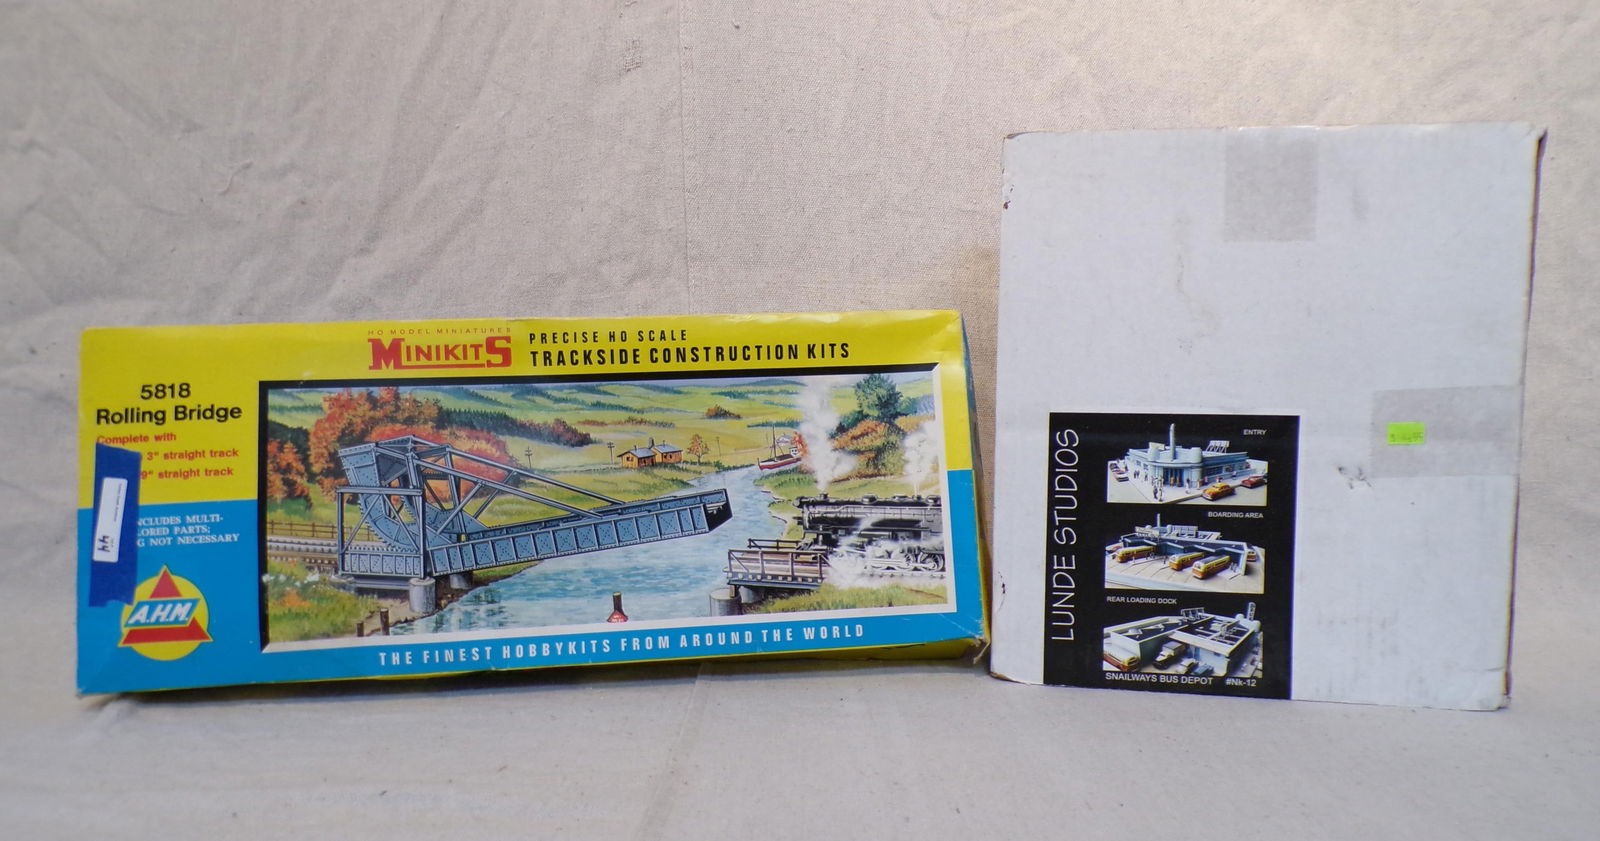 HO MODEL MINIATURES
MINIKITS
PRECISE HO SCALE
TRACKSIDE CONSTRUCTION KITS
5818
Rolling Bridge
Complete with
3" straight track
9" straight track
INCLUDES MULTI-
COLORED PARTS;
NOT NECESSARY
44
A.H.M.
THE FINEST HOBBYKITS FROM AROUND THE WORLD
LUNDE STUDIOS
ENTRY
BOARDING AREA
REAR LOADING DOCK
SNAILWAYS BUS DEPOT #Nk-12